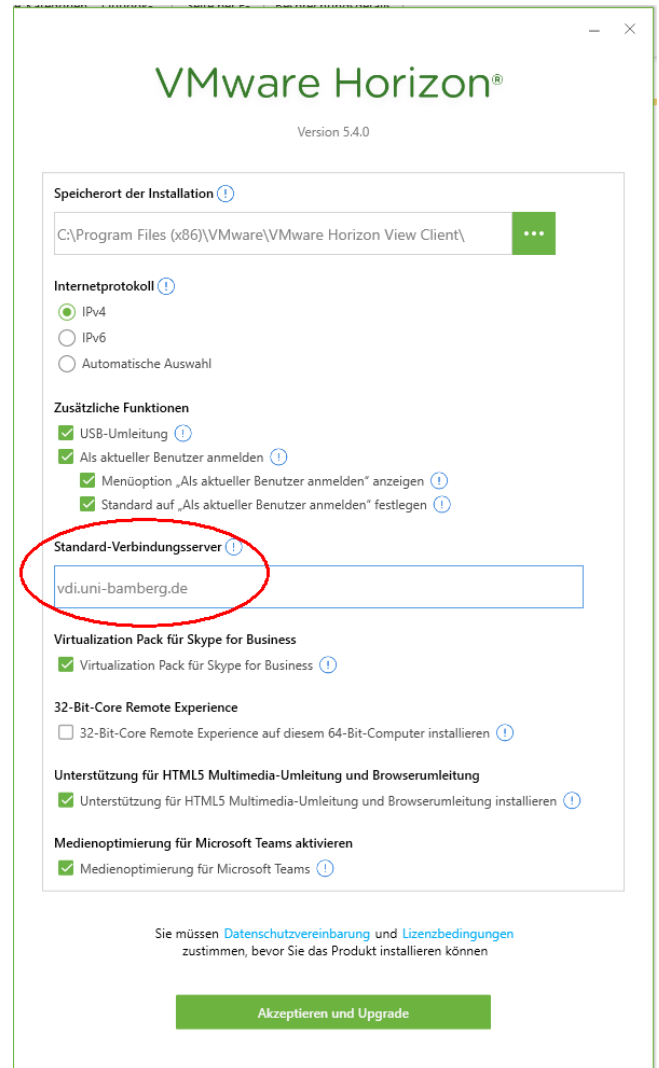 VMware Horizon®
Version 5.4.0
Speicherort der Installation
C:\Program Files (x86)\VMware\VMware Horizon View Client\
Internetprotokoll
IPv4
IPv6
Automatische Auswahl
Zusätzliche Funktionen
USB-Umleitung
Als aktueller Benutzer anmelden
Menüoption „Als aktueller Benutzer anmelden“ anzeigen
Standard auf „Als aktueller Benutzer anmelden“ festlegen
Standard-Verbindungsserver
vdi.uni-bamberg.de
Virtualization Pack für Skype for Business
Virtualization Pack für Skype for Business
32-Bit-Core Remote Experience
32-Bit-Core Remote Experience auf diesem 64-Bit-Computer installieren
Unterstützung für HTML5 Multimedia-Umleitung und Browserumleitung
Unterstützung für HTML5 Multimedia-Umleitung und Browserumleitung installieren
Medienoptimierung für Microsoft Teams aktivieren
Medienoptimierung für Microsoft Teams
Sie müssen Datenschutzvereinbarung und Lizenzbedingungen
zustimmen, bevor Sie das Produkt installieren können
Akzeptieren und Upgrade